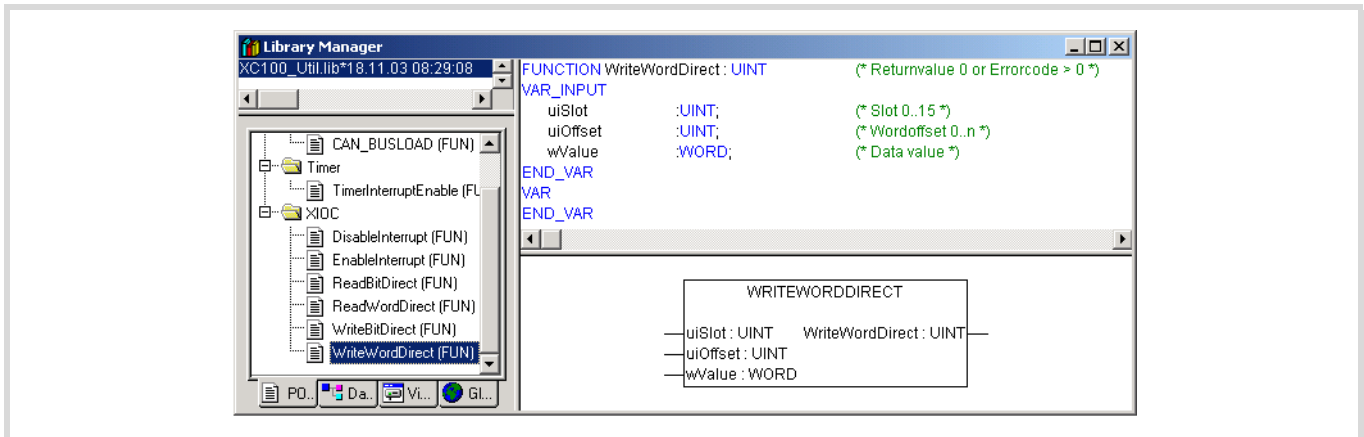 Library Manager
XC100_Util.lib*18.11.03 08:29:08
CAN_BUSLOAD (FUN)
Timer
TimerInterruptEnable (FU
XIOC
DisableInterrupt (FUN)
EnableInterrupt (FUN)
ReadBitDirect (FUN)
ReadWordDirect (FUN)
WriteBitDirect (FUN)
WriteWordDirect (FUN)
PO.. Da.. Vi... Gl...
FUNCTION WriteWordDirect : UINT (* Returnvalue 0 or Errorcode > 0 *)
VAR_INPUT
uiSlot :UINT; (* Slot 0..15 *)
uiOffset :UINT; (* Wordoffset 0..n *)
wValue :WORD; (* Data value *)
END_VAR
VAR
END_VAR
WRITEWORDDIRECT
uiSlot : UINT WriteWordDirect : UINT
uiOffset : UINT
wValue : WORD